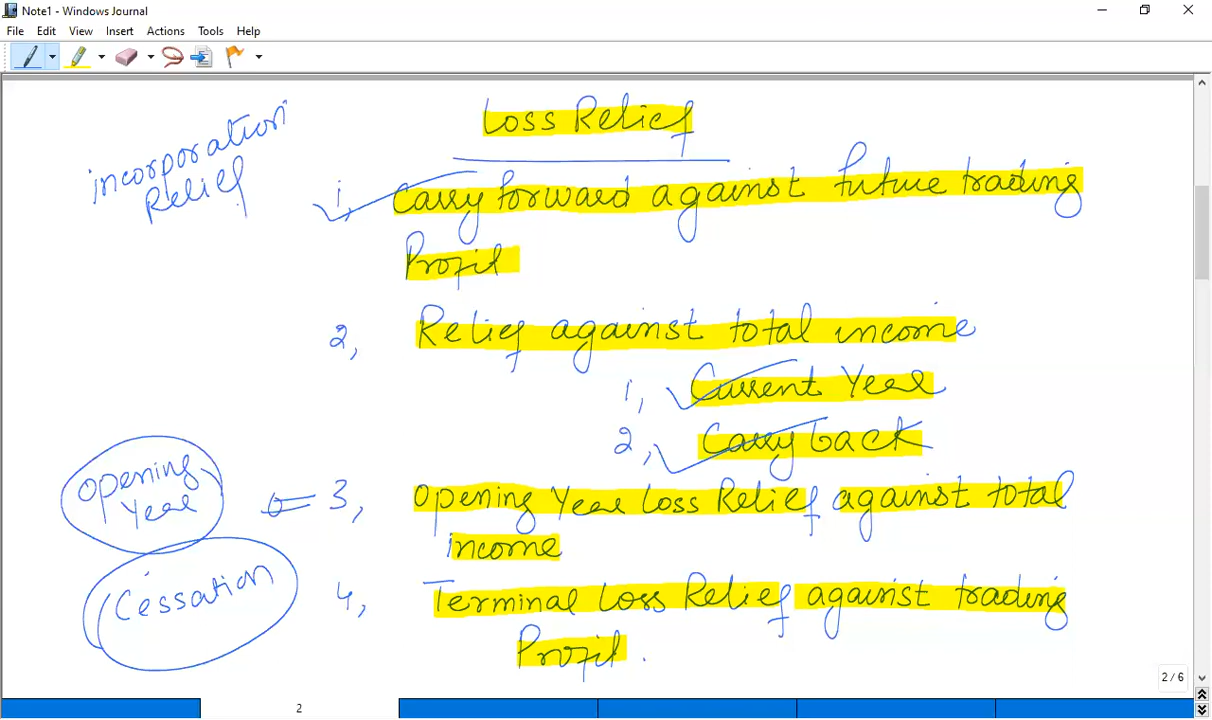 Note1 - Windows Journal
File Edit View Insert Actions Tools Help
Loss Relief
incorporation
Relief
1, Carry forward against future trading
Profit
2, Relief against total income
1, Current Year
2, Carry back
Opening
Year
3, Opening Year Loss Relief against total
income
Cessation
4, Terminal Loss Relief against trading
Profit.
2 / 6
2